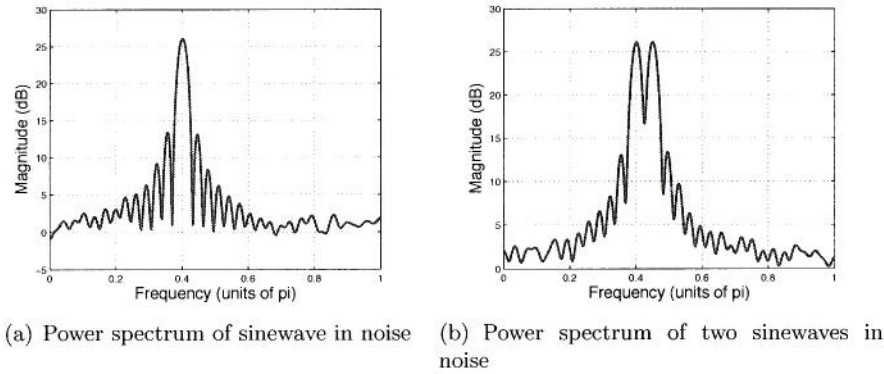 30
25
20
15
10
5
0
-5
Magnitude (dB)
0 0.2 0.4 0.6 0.8 1
Frequency (units of pi)
30
25
20
15
10
5
0
Magnitude (dB)
0 0.2 0.4 0.6 0.8 1
Frequency (units of pi)
(a) Power spectrum of sinewave in noise
(b) Power spectrum of two sinewaves in
noise